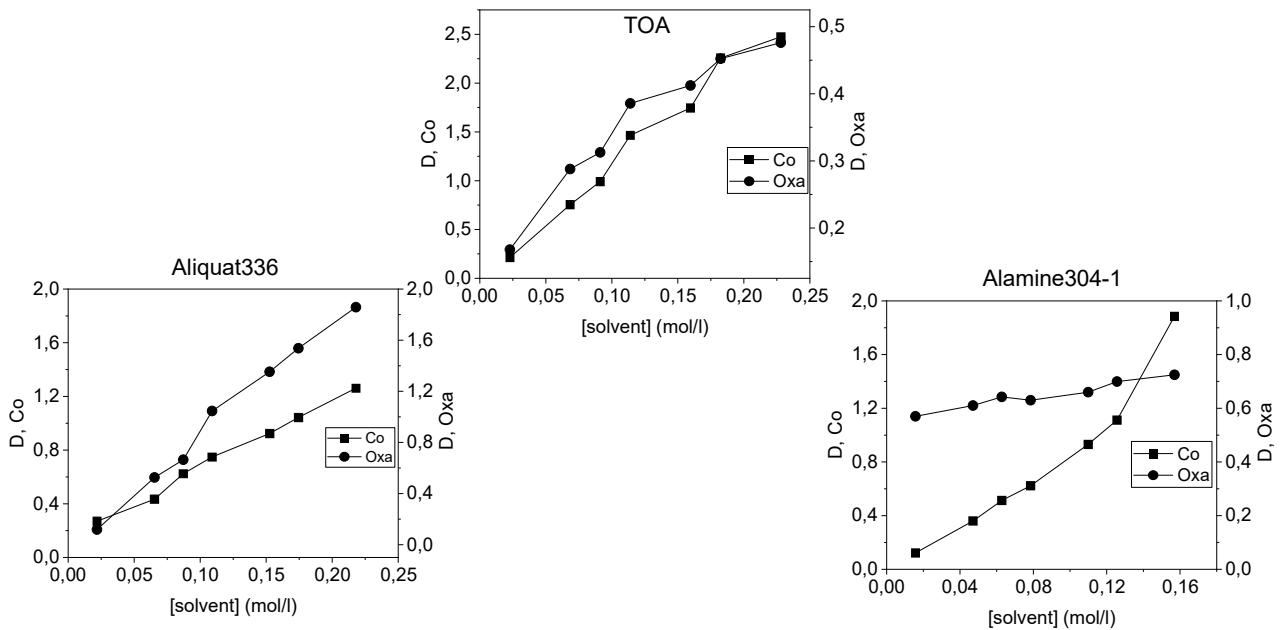 TOA
2,5
2,0
1,5
1,0
0,5
0,0
D, Co
0,5
0,4
0,3
0,2
D, Oxa
Co
Oxa
0,00 0,05 0,10 0,15 0,20 0,25
[solvent] (mol/l)
Aliquat336
2,0
1,6
1,2
0,8
0,4
0,0
D, Co
2,0
1,6
1,2
0,8
0,4
0,0
D, Oxa
Co
Oxa
0,00 0,05 0,10 0,15 0,20 0,25
[solvent] (mol/l)
Alamine304-1
2,0
1,6
1,2
0,8
0,4
0,0
D, Co
1,0
0,8
0,6
0,4
0,2
0,0
D, Oxa
Co
Oxa
0,00 0,04 0,08 0,12 0,16
[solvent] (mol/l)